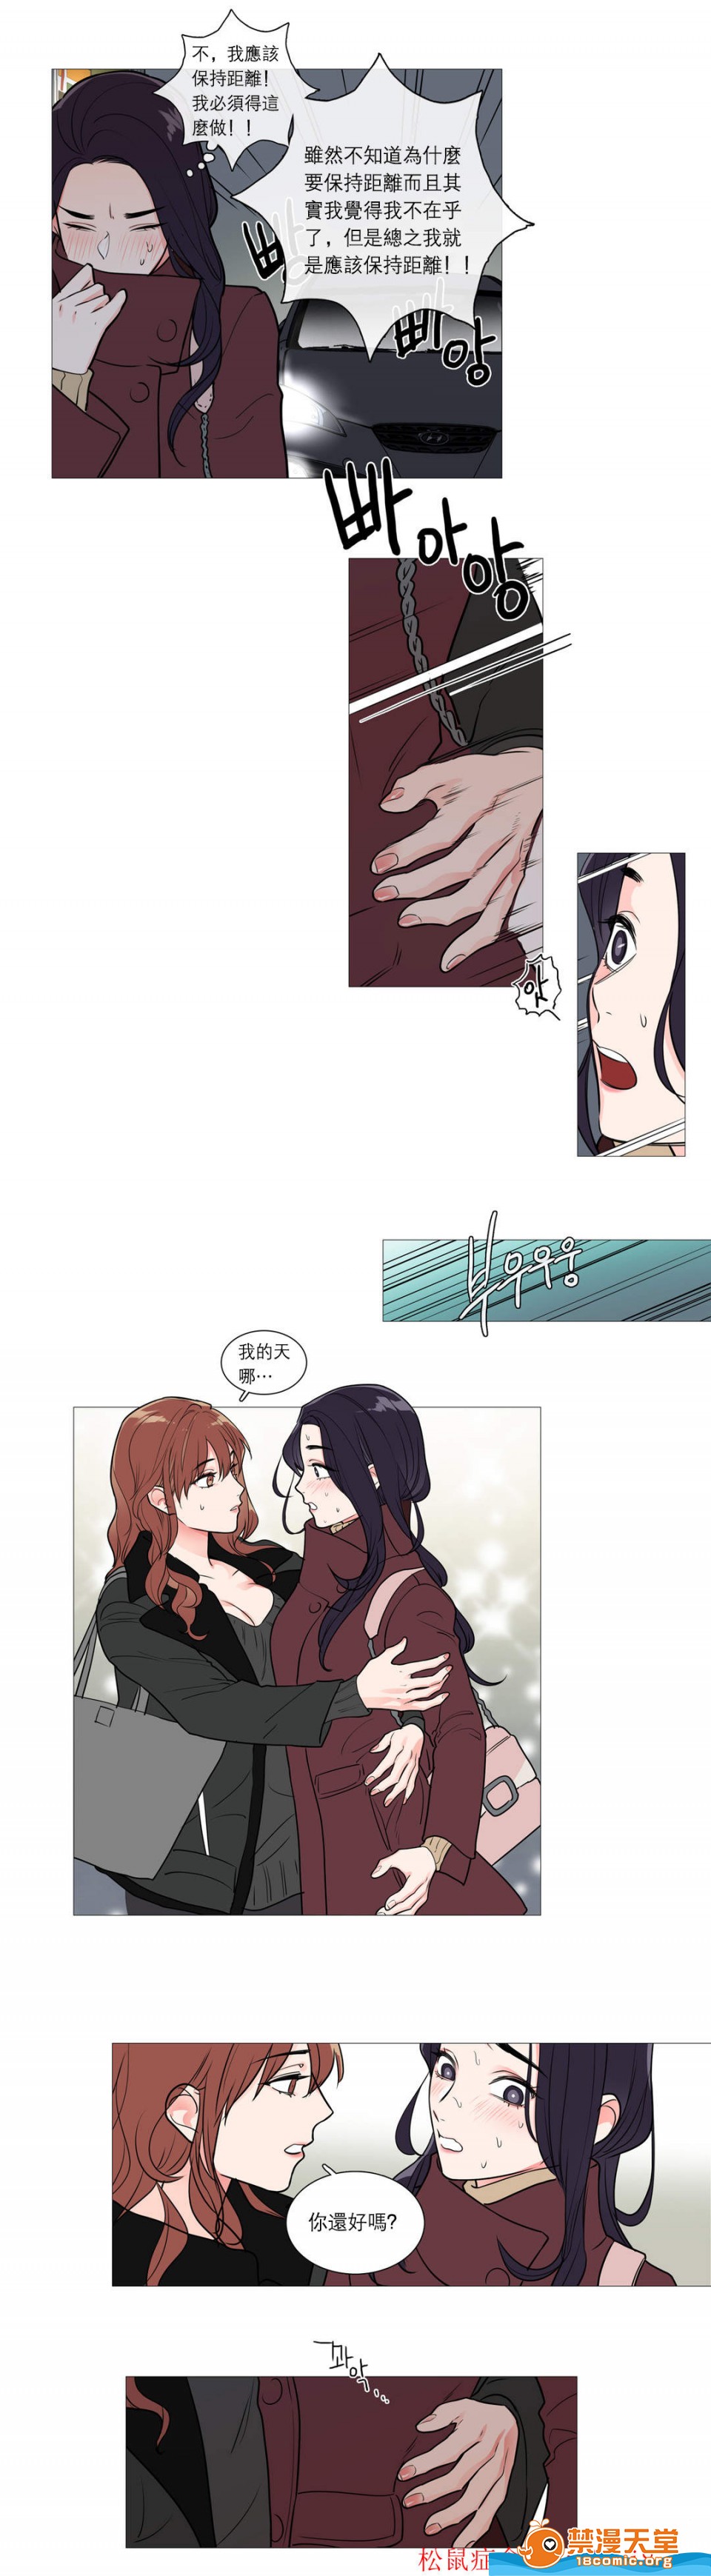 不，我應該
保持距離！
我必須得這
麼做！！
雖然不知道為什麼
要保持距離而且其
實我覺得我不在乎
了，但是總之我就
是應該保持距離！！
빠
빠앙
빠아앙
앗
부우우웅
我的天
哪…
你還好嗎?
꽈악…
松鼠症
禁漫天堂
18comic.org